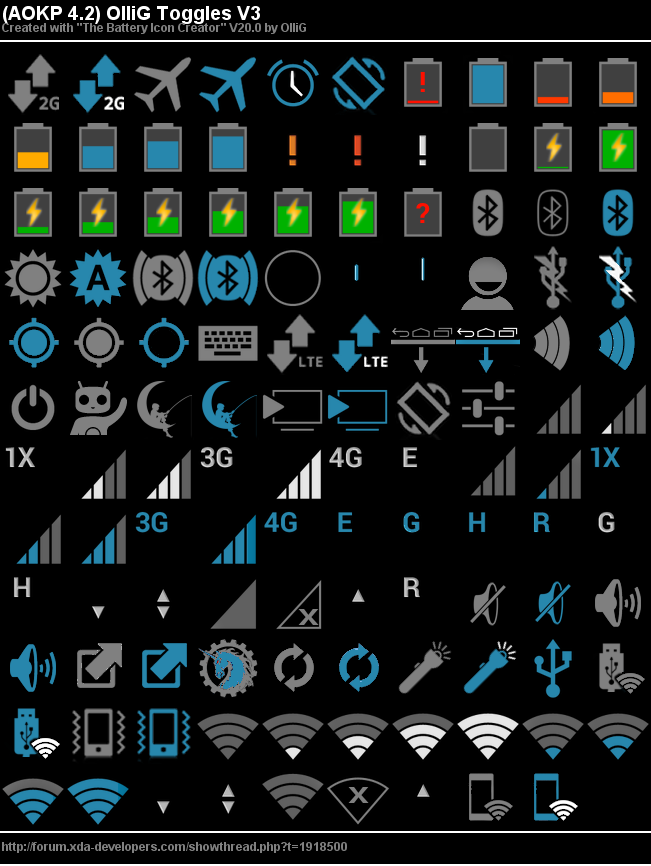 (AOKP 4.2) OlliG Toggles V3
Created with "The Battery Icon Creator" V20.0 by OlliG
2G 2G !
! ! !
?
A
LTE LTE
1X 3G 4G E 1X
3G 4G E G H R G
H X R
X
http://forum.xda-developers.com/showthread.php?t=1918500